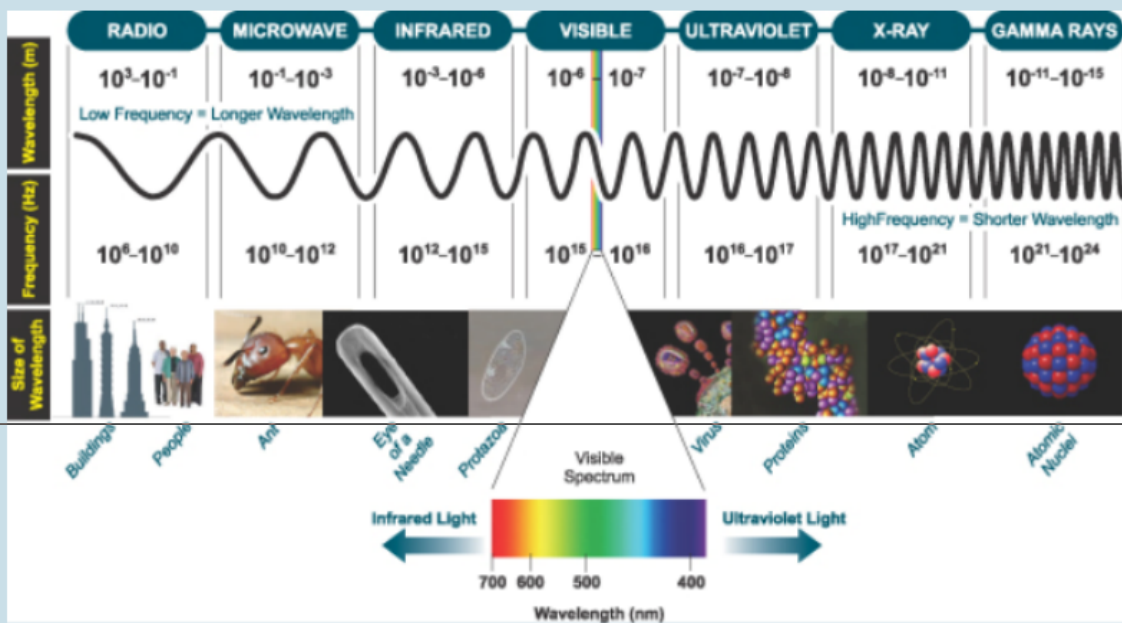 RADIO MICROWAVE INFRARED VISIBLE ULTRAVIOLET X-RAY GAMMA RAYS
Wavelength (m)
10³–10⁻¹ 10⁻¹–10⁻³ 10⁻³–10⁻⁶ 10⁻⁶ – 10⁻⁷ 10⁻⁷–10⁻⁸ 10⁻⁸–10⁻¹¹ 10⁻¹¹–10⁻¹⁵
Low Frequency = Longer Wavelength
Frequency (Hz)
HighFrequency = Shorter Wavelength
10⁶–10¹⁰ 10¹⁰–10¹² 10¹²–10¹⁵ 10¹⁵ – 10¹⁶ 10¹⁶–10¹⁷ 10¹⁷–10²¹ 10²¹–10²⁴
Size of
Wavelength
Buildings
People
Ant
Eye
of a
Needle
Protazoa
Virus
Proteins
Atom
Atomic
Nuclei
Visible
Spectrum
Infrared Light
Ultraviolet Light
700 600 500 400
Wavelength (nm)